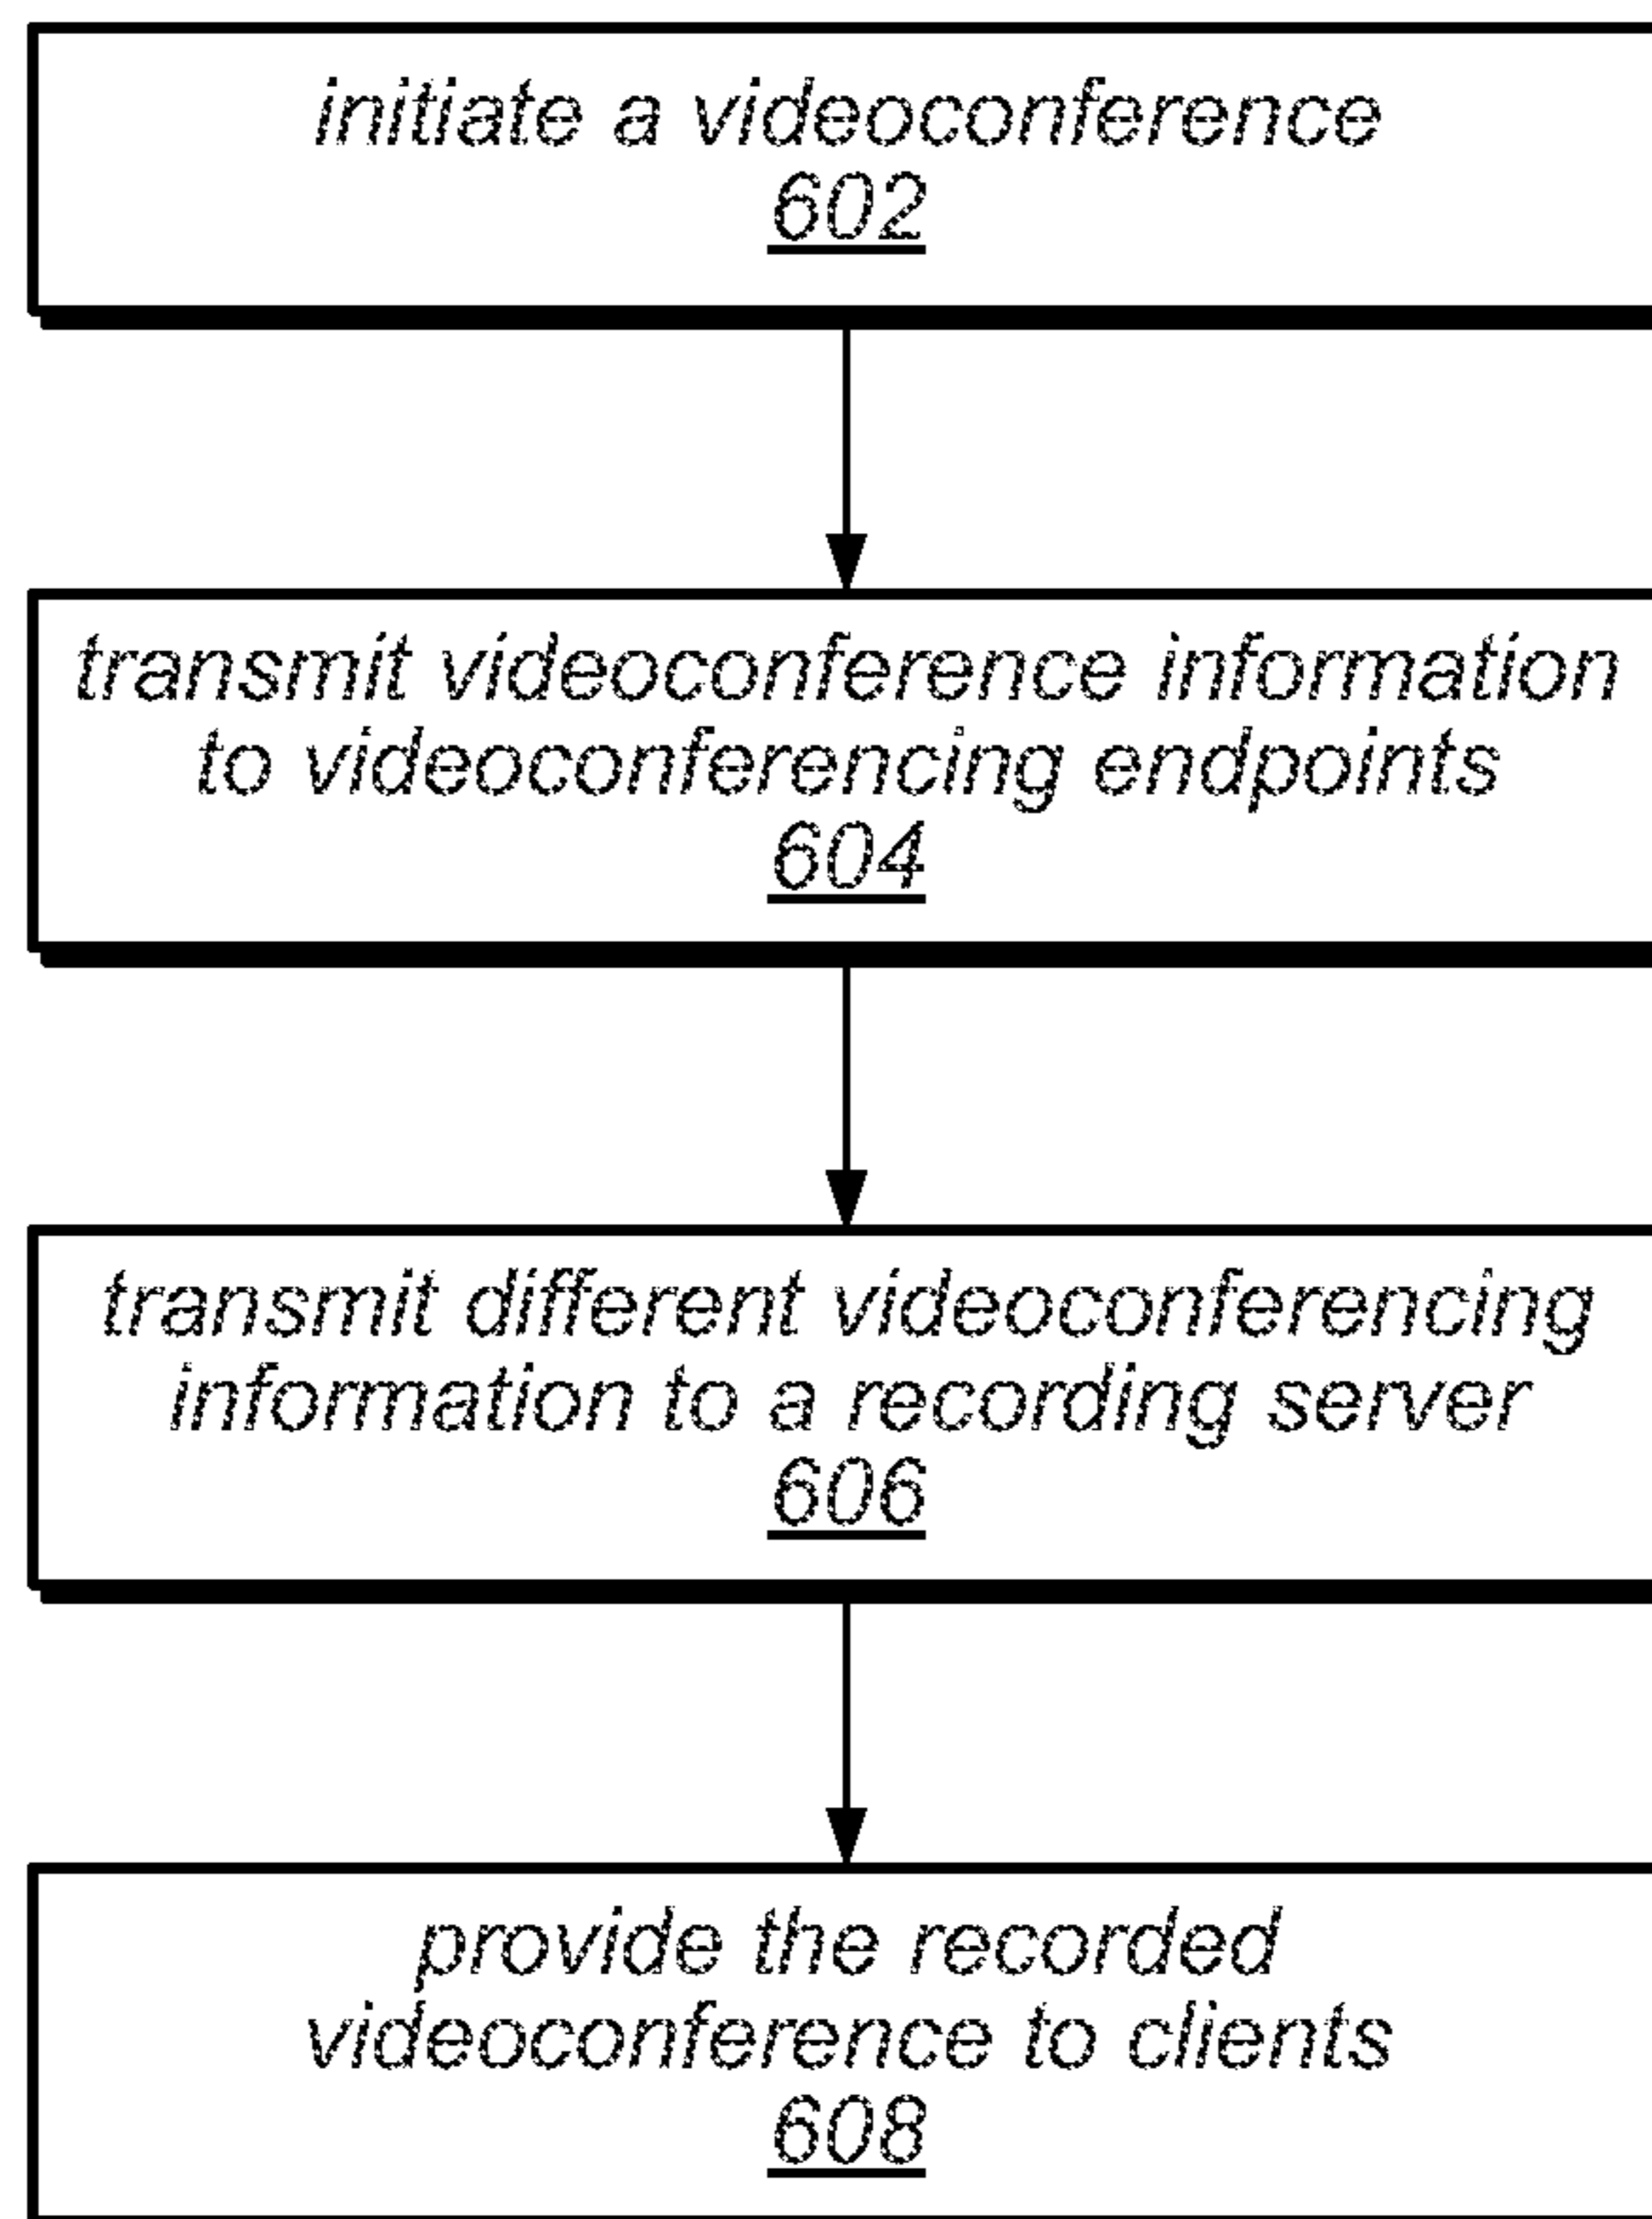 initiate a videoconference
602
transmit videoconference information
to videoconferencing endpoints
604
transmit different videoconferencing
information to a recording server
606
provide the recorded
videoconference to clients
608